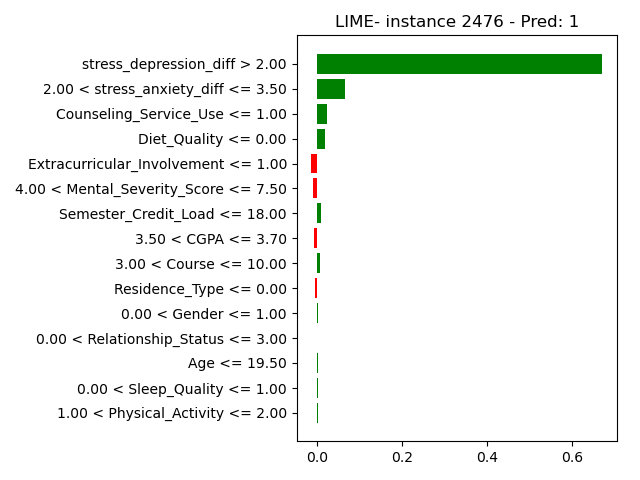 LIME- instance 2476 - Pred: 1
stress_depression_diff > 2.00
2.00 < stress_anxiety_diff <= 3.50
Counseling_Service_Use <= 1.00
Diet_Quality <= 0.00
Extracurricular_Involvement <= 1.00
4.00 < Mental_Severity_Score <= 7.50
Semester_Credit_Load <= 18.00
3.50 < CGPA <= 3.70
3.00 < Course <= 10.00
Residence_Type <= 0.00
0.00 < Gender <= 1.00
0.00 < Relationship_Status <= 3.00
Age <= 19.50
0.00 < Sleep_Quality <= 1.00
1.00 < Physical_Activity <= 2.00
0.0 0.2 0.4 0.6